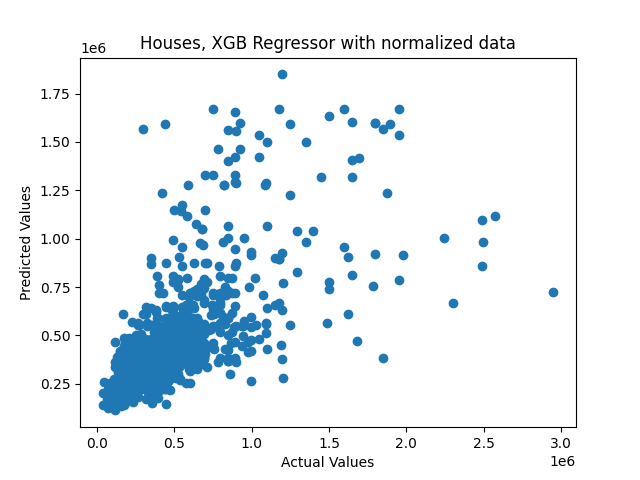 Houses, XGB Regressor with normalized data
1e6
1.75
1.50
1.25
1.00
0.75
0.50
0.25
Predicted Values
0.0 0.5 1.0 1.5 2.0 2.5 3.0
1e6
Actual Values